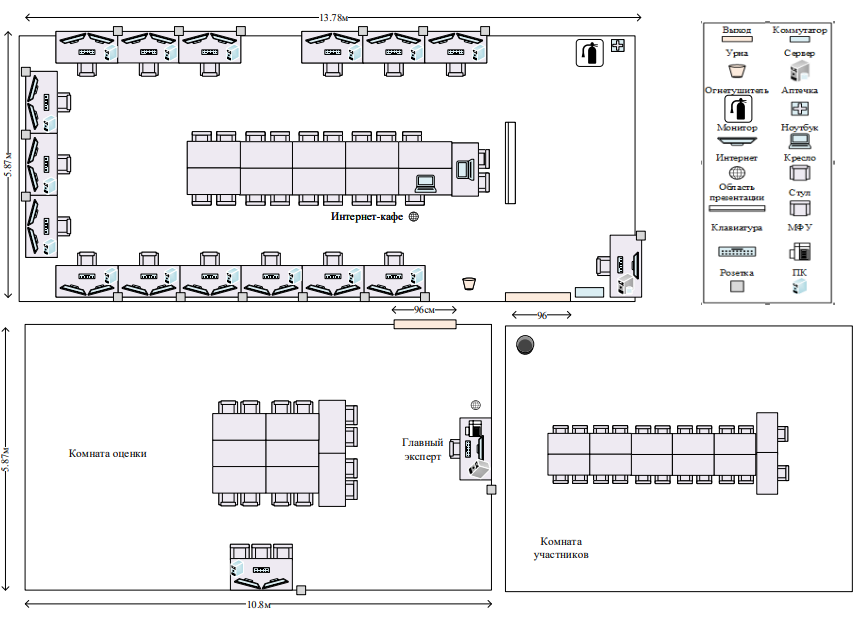 13.78м
5.87м
Интернет-кафе
96см
96
Выход
Коммутатор
Урна
Сервер
Огнегушитель
Аптечка
Монитор
Ноутбук
Интернет
Кресло
Область
презентации
Стул
Клавиатура
МФУ
Розетка
ПК
5.87м
Комната оценки
Главный
эксперт
10.8м
Комната
участников